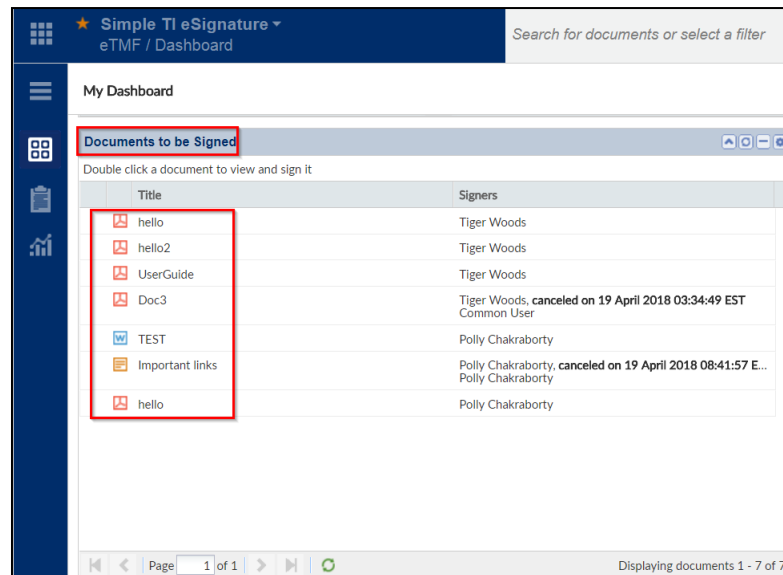 Simple TI eSignature
eTMF / Dashboard
Search for documents or select a filter
My Dashboard
Documents to be Signed
Double click a document to view and sign it
Title Signers
hello Tiger Woods
hello2 Tiger Woods
UserGuide Tiger Woods
Doc3 Tiger Woods, canceled on 19 April 2018 03:34:49 EST
Common User
TEST Polly Chakraborty
Important links Polly Chakraborty, canceled on 19 April 2018 08:41:57 E...
Polly Chakraborty
hello Polly Chakraborty
Page 1 of 1 Displaying documents 1 - 7 of 7